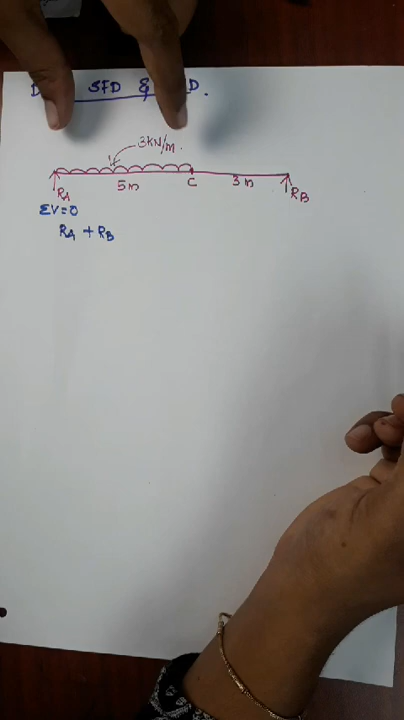 SFD &
3kN/m.
5m C 3m
RA RB
ΣV=0
RA + RB